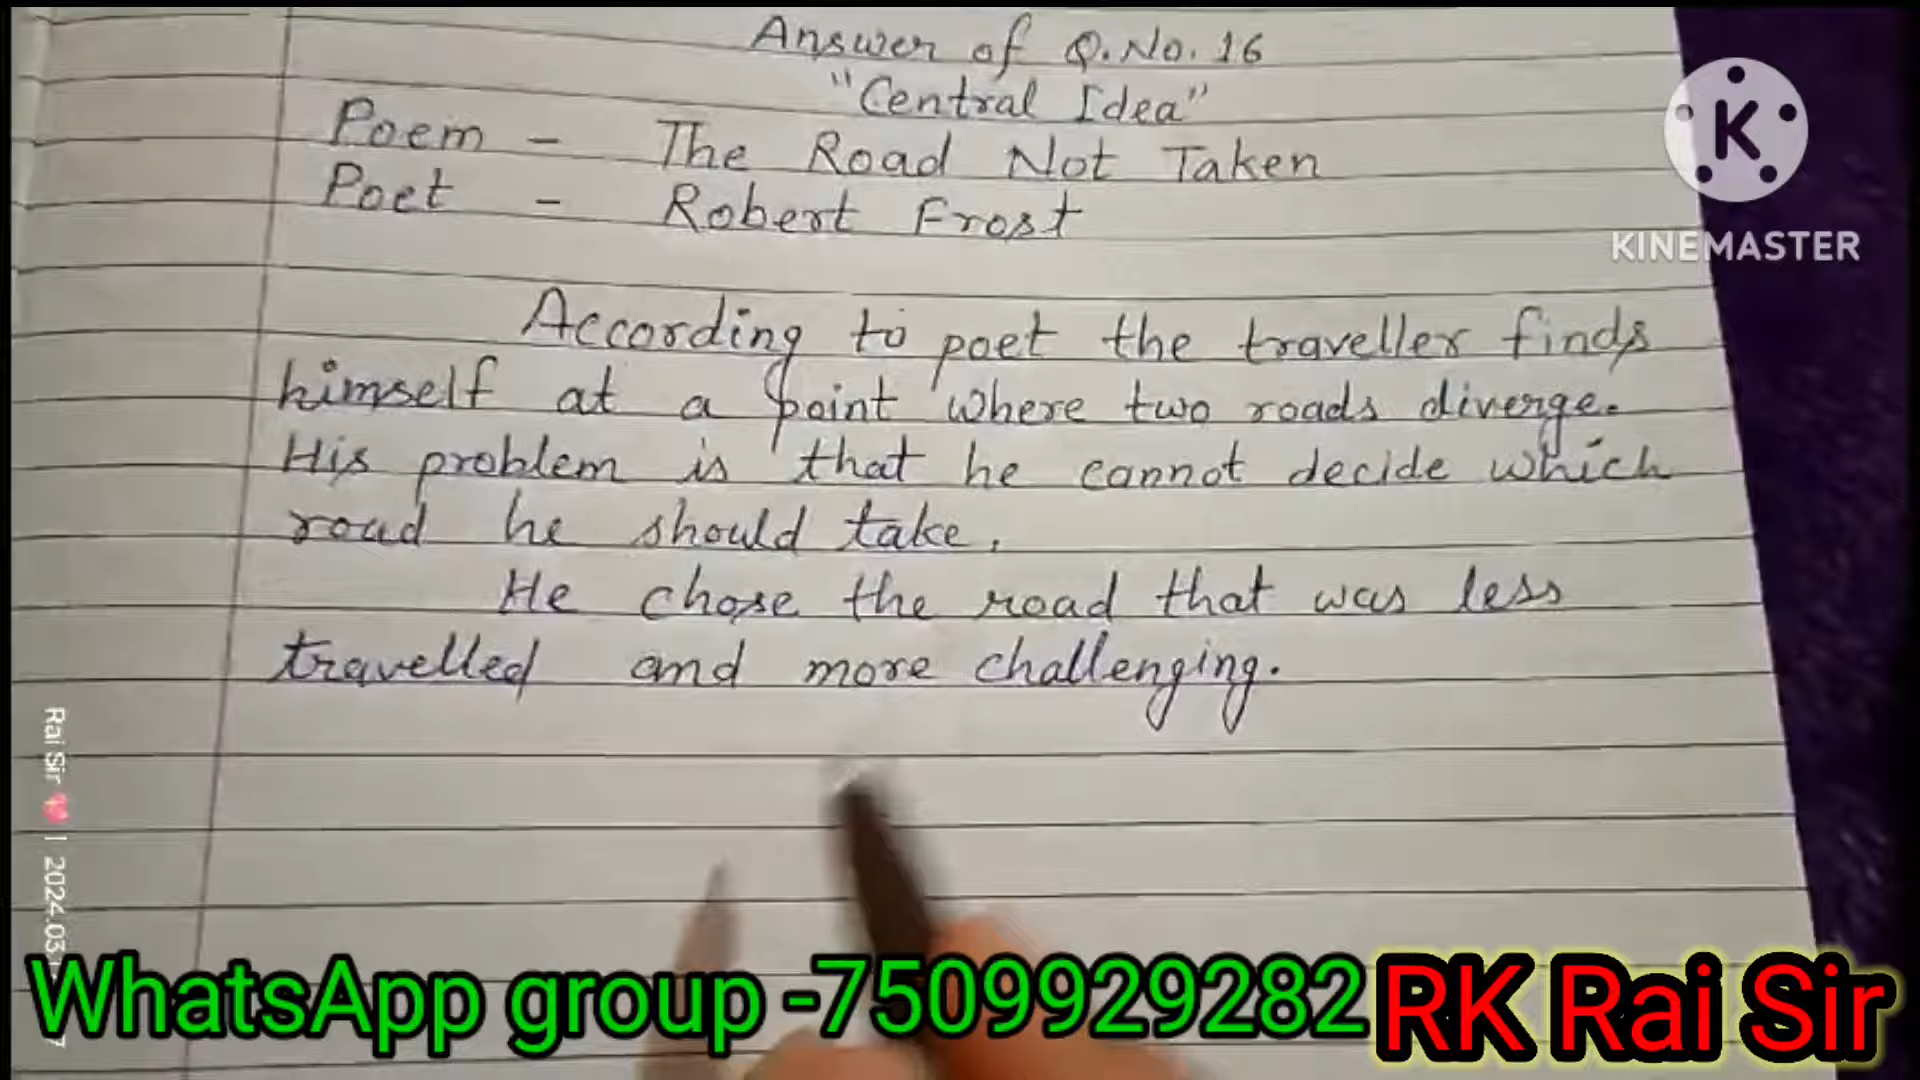 Answer of Q.No. 16
"Central Idea"
Poem - The Road Not Taken
Poet - Robert Frost
K
KINEMASTER
According to poet the traveller finds
himself at a point where two roads diverge.
His problem is that he cannot decide which
road he should take.
He chose the road that was less
travelled and more challenging.
Rai Sir ❤️ | 2024.03
WhatsApp group -7509929282 RK Rai Sir